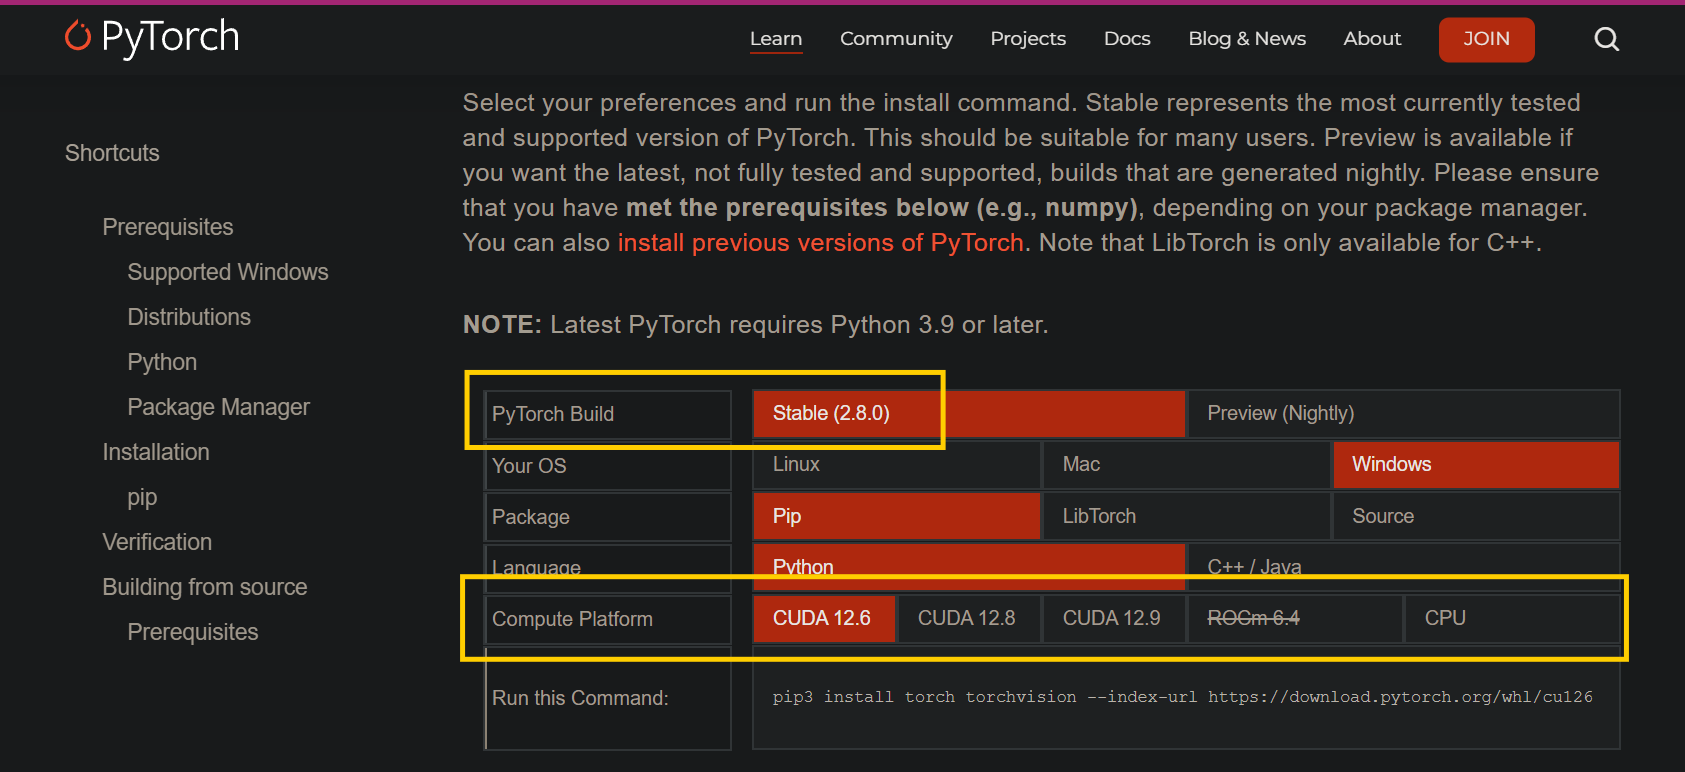 PyTorch
Learn Community Projects Docs Blog & News About JOIN
Shortcuts
Prerequisites
Supported Windows
Distributions
Python
Package Manager
Installation
pip
Verification
Building from source
Prerequisites
Select your preferences and run the install command. Stable represents the most currently tested
and supported version of PyTorch. This should be suitable for many users. Preview is available if
you want the latest, not fully tested and supported, builds that are generated nightly. Please ensure
that you have met the prerequisites below (e.g., numpy), depending on your package manager.
You can also install previous versions of PyTorch. Note that LibTorch is only available for C++.
NOTE: Latest PyTorch requires Python 3.9 or later.
PyTorch Build Stable (2.8.0) Preview (Nightly)
Your OS Linux Mac Windows
Package Pip LibTorch Source
Language Python C++ / Java
Compute Platform CUDA 12.6 CUDA 12.8 CUDA 12.9 ROCm 6.4 CPU
Run this Command: pip3 install torch torchvision --index-url https://download.pytorch.org/whl/cu126